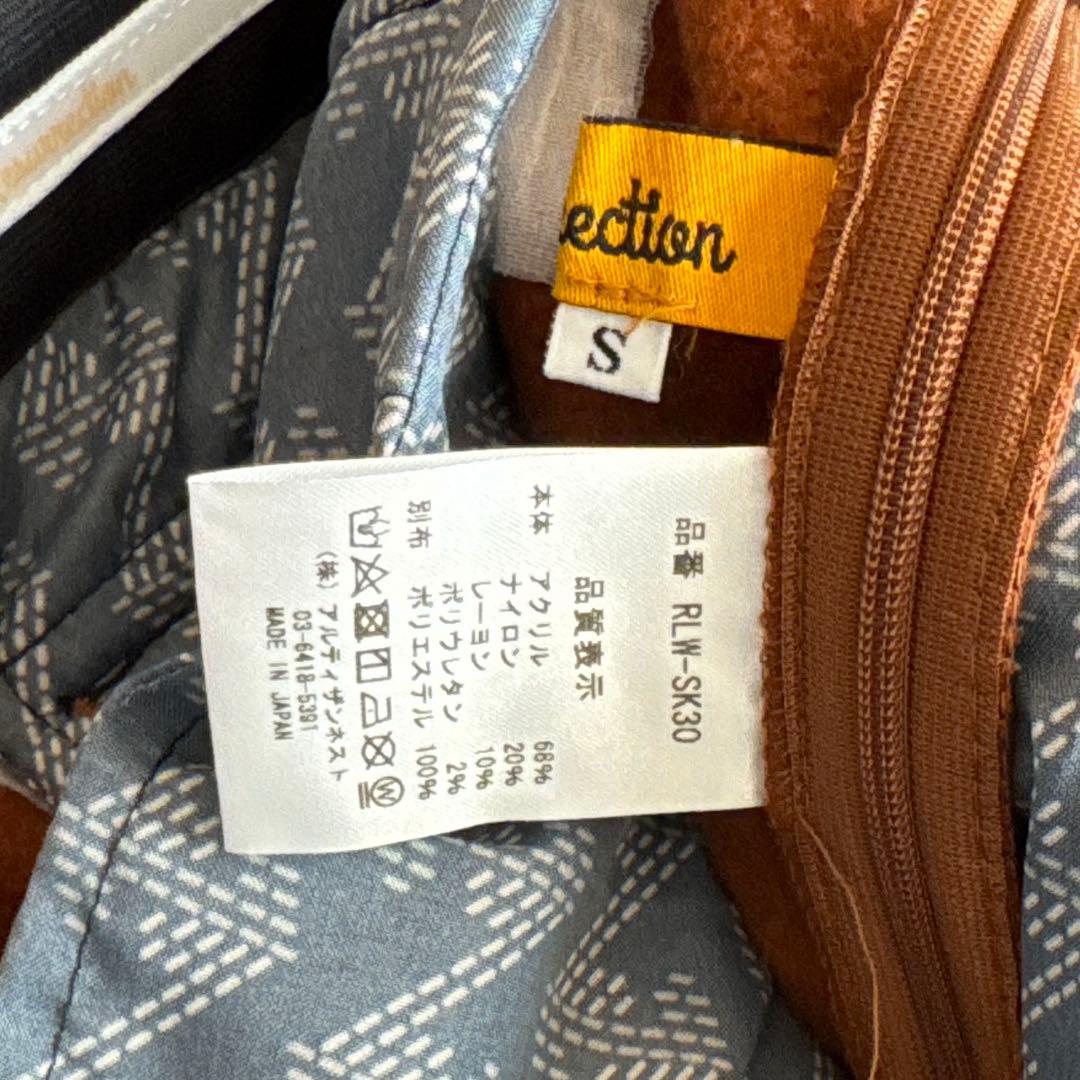 ection
S
品番 RLW-SK30
品質表示
本体 アクリル 68%
ナイロン 20%
レーヨン 10%
ポリウレタン 2%
別布 ポリエステル 100%
W
(株)アルティザンネスト
03-6418-5391
MADE IN JAPAN